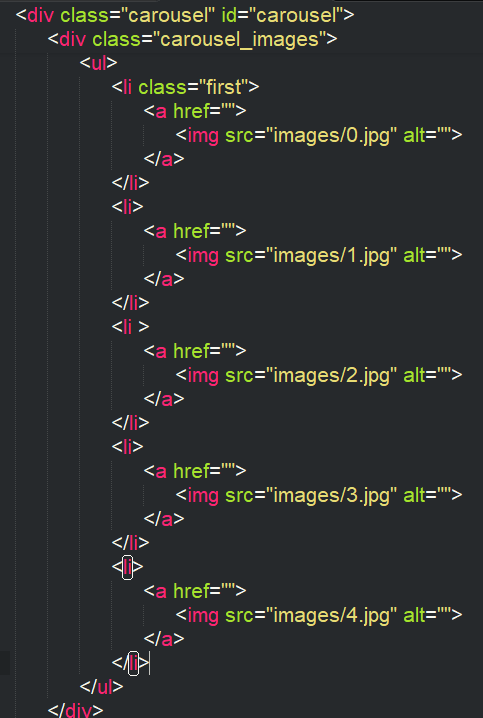 <div class="carousel" id="carousel">
<div class="carousel_images">
<ul>
<li class="first">
<a href="">
<img src="images/0.jpg" alt="">
</a>
</li>
<li>
<a href="">
<img src="images/1.jpg" alt="">
</a>
</li>
<li >
<a href="">
<img src="images/2.jpg" alt="">
</a>
</li>
<li>
<a href="">
<img src="images/3.jpg" alt="">
</a>
</li>
<li>
<a href="">
<img src="images/4.jpg" alt="">
</a>
</li>
</ul>
</div>